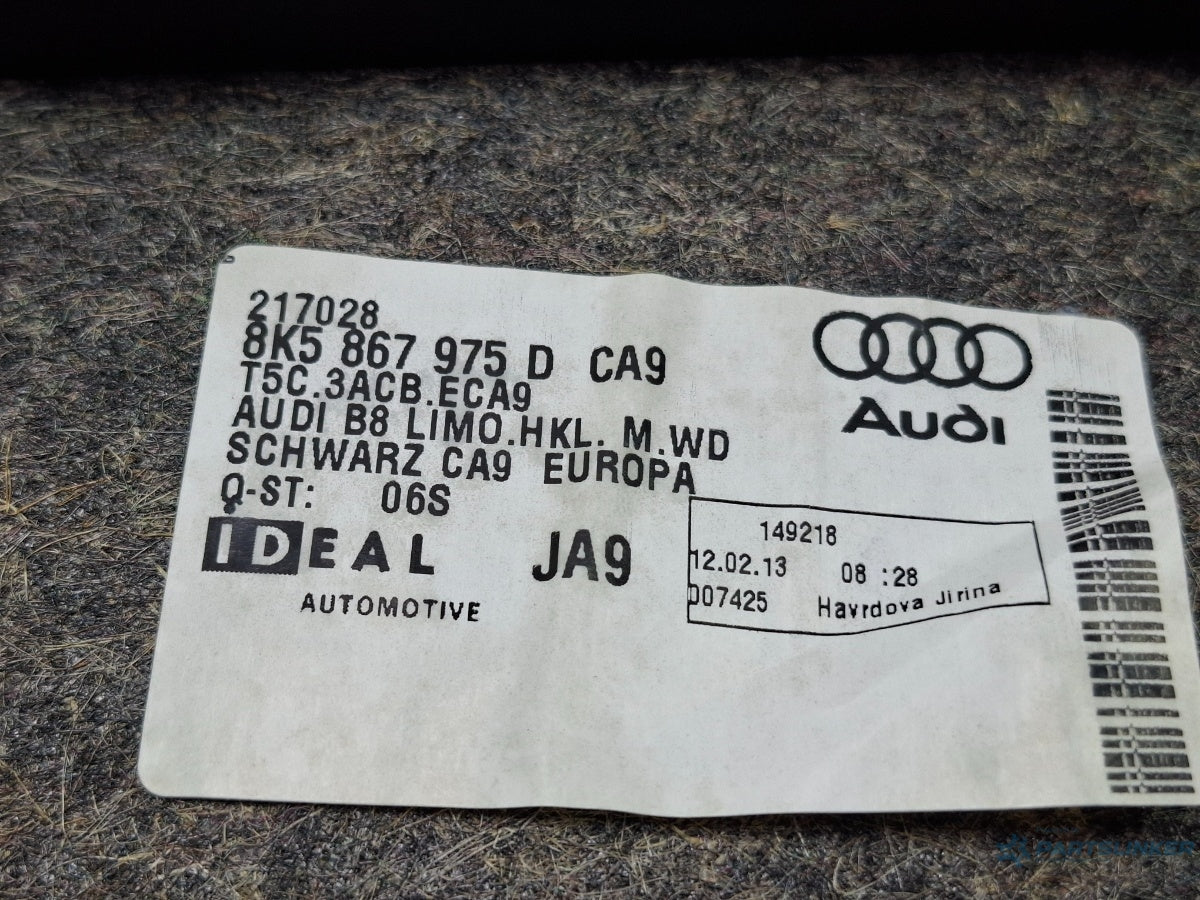 217028
8K5 867 975 D CA9
T5C.3ACB.ECA9
AUDI B8 LIMO.HKL. M.WD
SCHWARZ CA9 EUROPA
Q-ST: 06S
IDEAL
AUTOMOTIVE
JA9
Audi
149218
12.02.13 08 :28
D07425 Havrdova Jirina